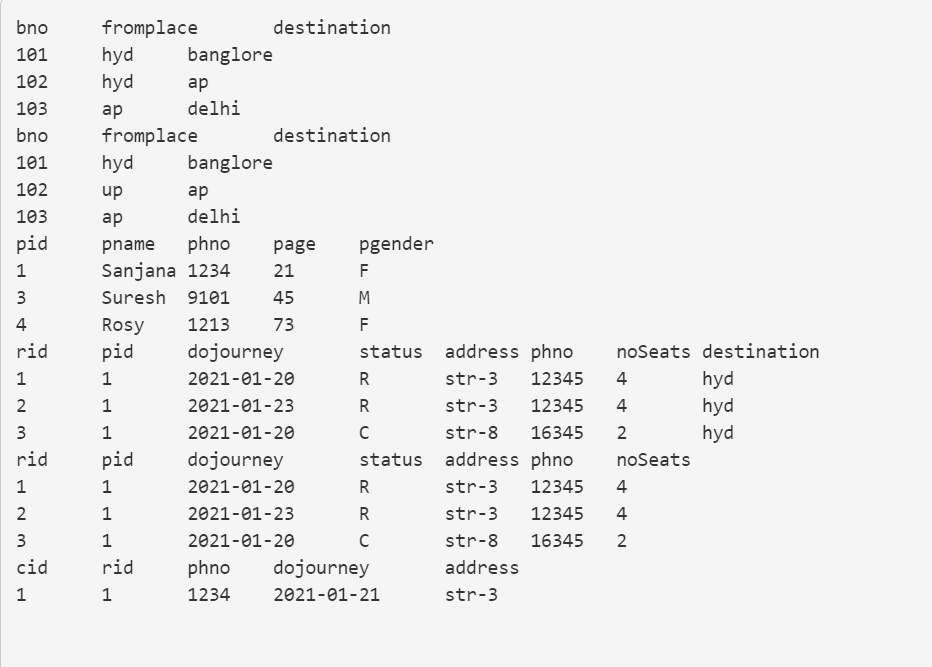 bno fromplace destination
101 hyd banglore
102 hyd ap
103 ap delhi
bno fromplace destination
101 hyd banglore
102 up ap
103 ap delhi
pid pname phno page pgender
1 Sanjana 1234 21 F
3 Suresh 9101 45 M
4 Rosy 1213 73 F
rid pid dojourney status address phno noSeats destination
1 1 2021-01-20 R str-3 12345 4 hyd
2 1 2021-01-23 R str-3 12345 4 hyd
3 1 2021-01-20 C str-8 16345 2 hyd
rid pid dojourney status address phno noSeats
1 1 2021-01-20 R str-3 12345 4
2 1 2021-01-23 R str-3 12345 4
3 1 2021-01-20 C str-8 16345 2
cid rid phno dojourney address
1 1 1234 2021-01-21 str-3